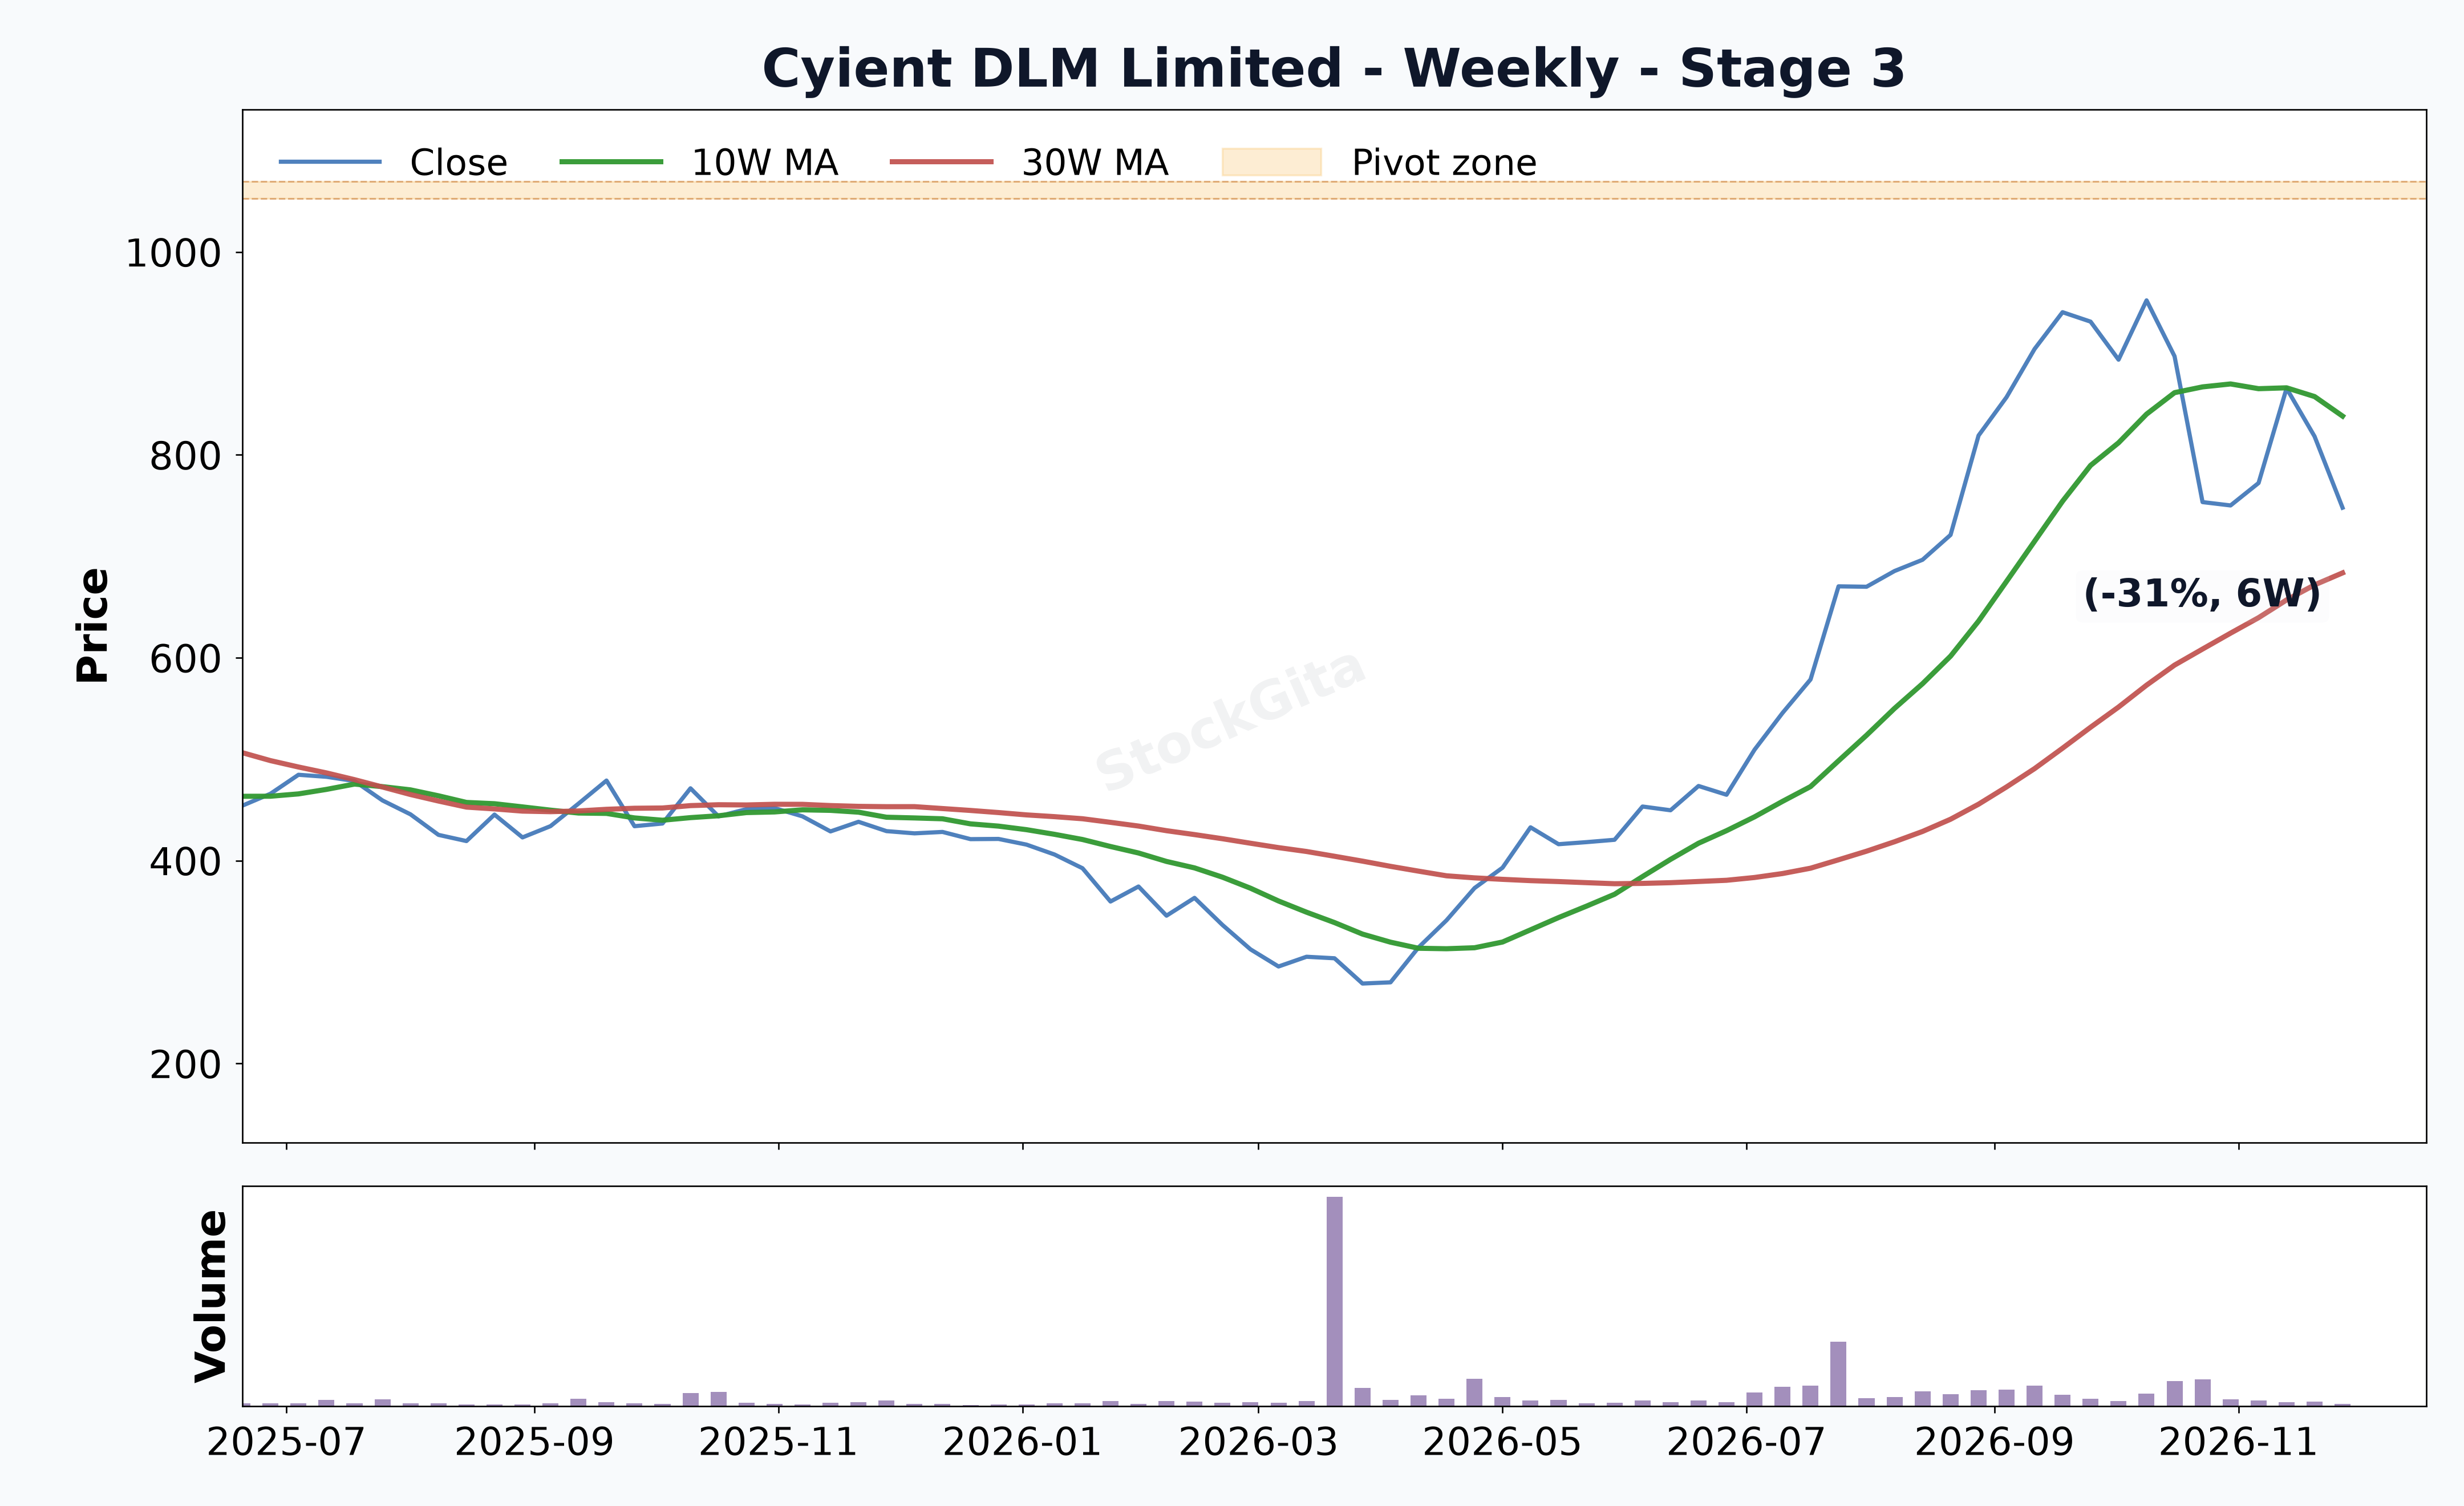 Cyient DLM Limited - Weekly - Stage 3
Close 10W MA 30W MA Pivot zone
Price
1000
800
600
400
200
(-31%, 6W)
StockGita
Volume
2025-07 2025-09 2025-11 2026-01 2026-03 2026-05 2026-07 2026-09 2026-11